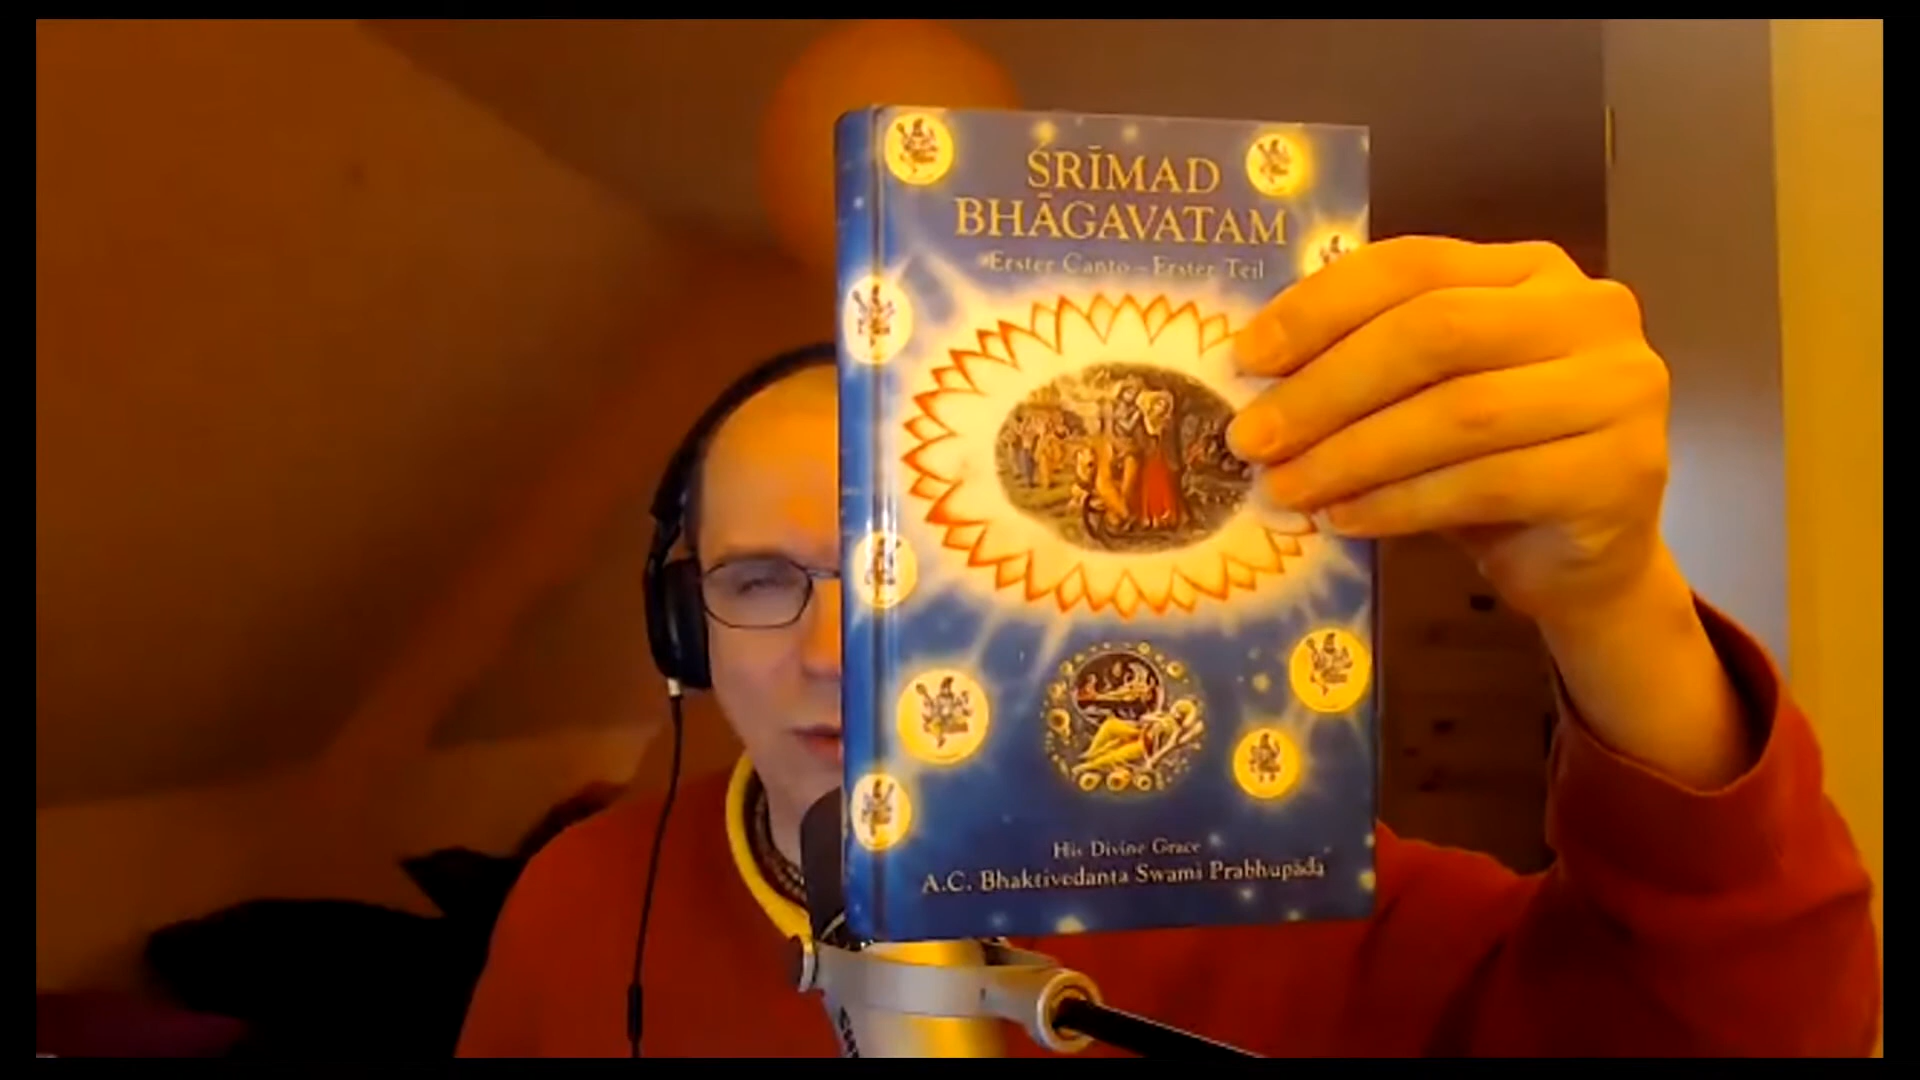 ŚRĪMAD
BHĀGAVATAM
Erster Canto – Erster Teil
His Divine Grace
A.C. Bhaktivedanta Swami Prabhupāda